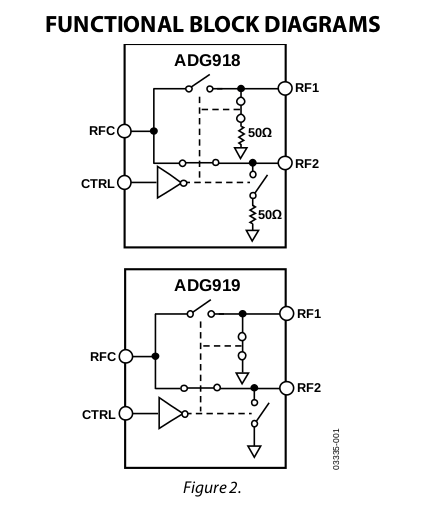 FUNCTIONAL BLOCK DIAGRAMS
ADG918
RF1
50Ω
RFC
RF2
CTRL
50Ω
ADG919
RF1
RFC
RF2
CTRL
03335-001
Figure 2.